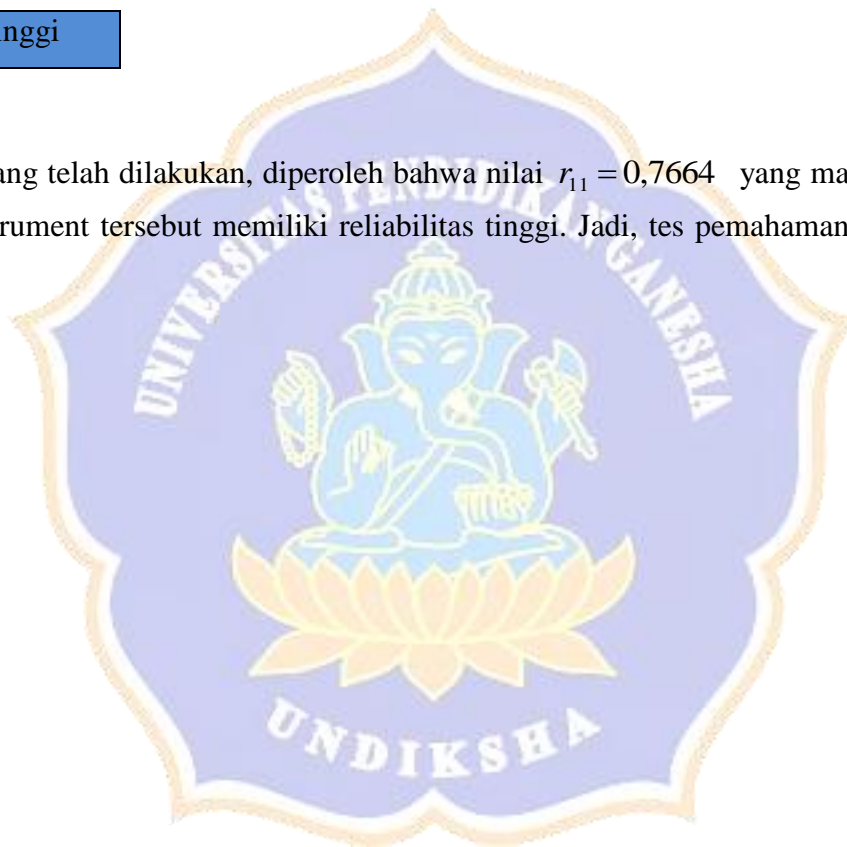 inggi
ang telah dilakukan, diperoleh bahwa nilai r₁₁ = 0,7664 yang ma
rument tersebut memiliki reliabilitas tinggi. Jadi, tes pemahaman
UNIVERSITAS PENDIDIKAN GANESHA
UNDIKSHA